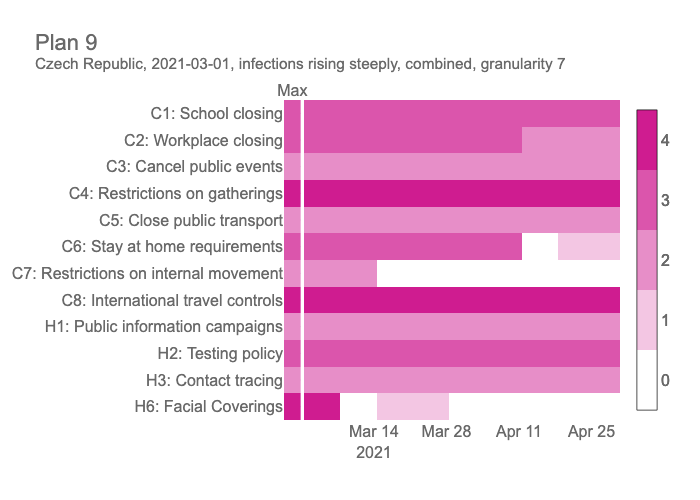 Plan 9
Czech Republic, 2021-03-01, infections rising steeply, combined, granularity 7
Max
C1: School closing
C2: Workplace closing
C3: Cancel public events
C4: Restrictions on gatherings
C5: Close public transport
C6: Stay at home requirements
C7: Restrictions on internal movement
C8: International travel controls
H1: Public information campaigns
H2: Testing policy
H3: Contact tracing
H6: Facial Coverings
Mar 14 Mar 28 Apr 11 Apr 25
2021
4
3
2
1
0